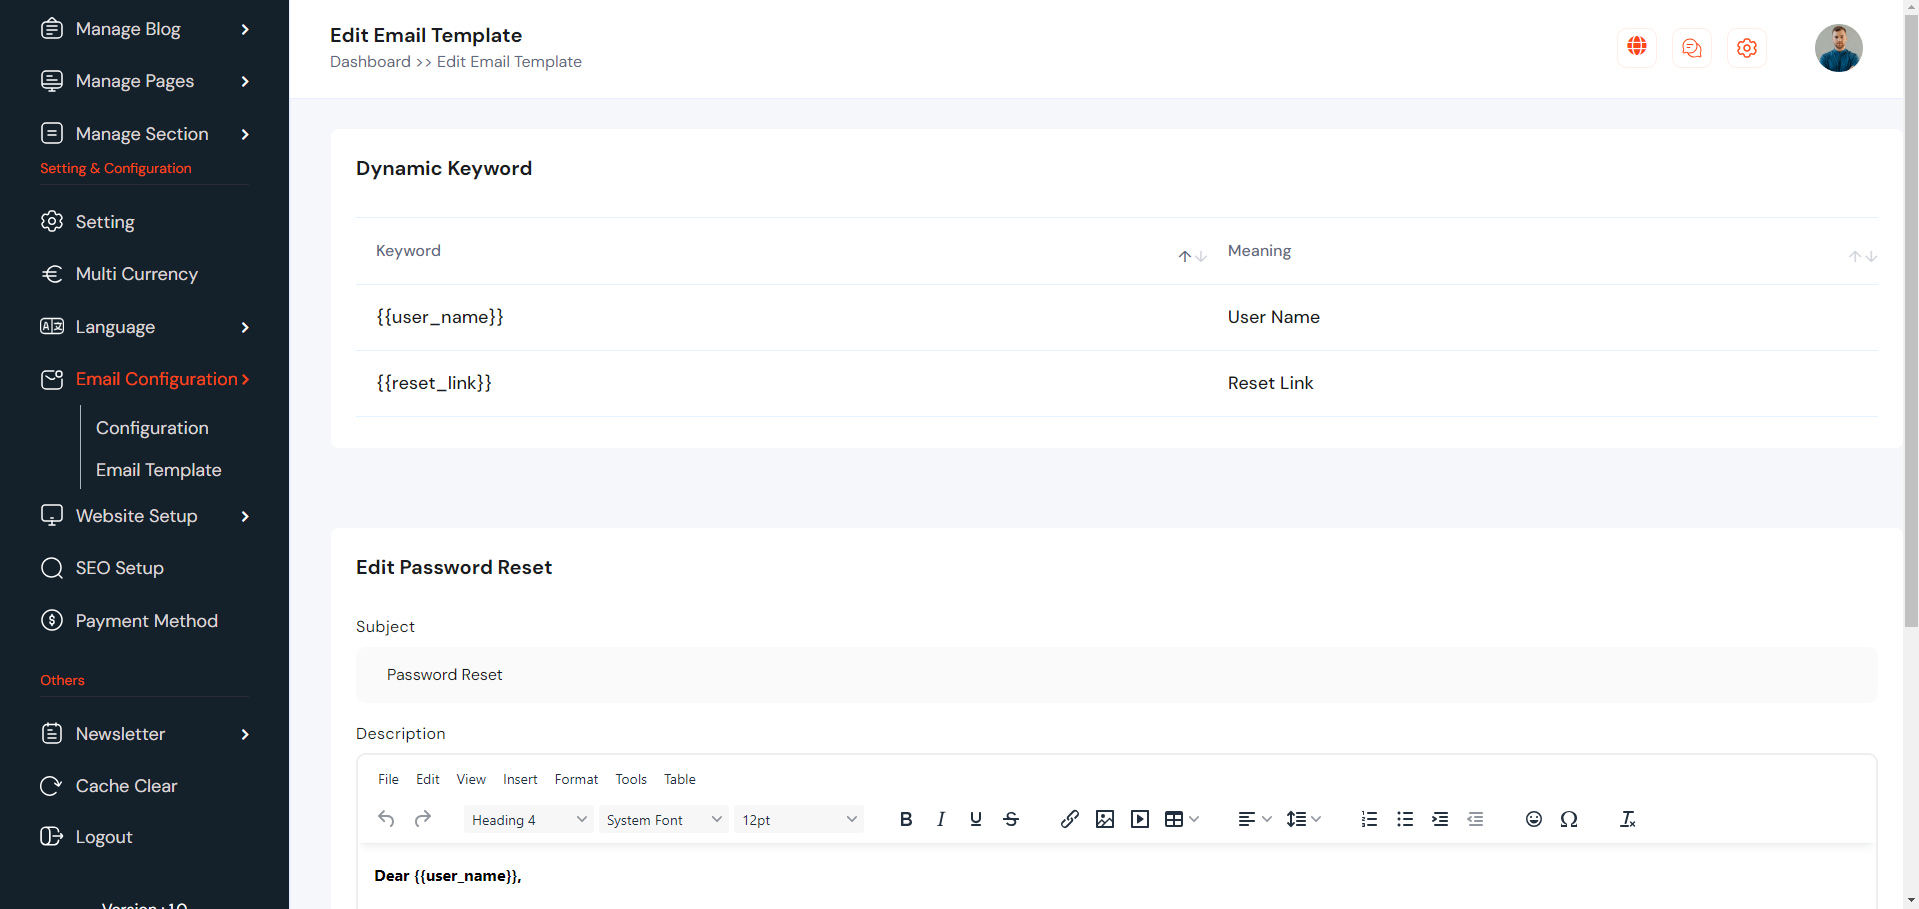 Manage Blog
Manage Pages
Manage Section
Setting & Configuration
Setting
Multi Currency
Language
Email Configuration
Configuration
Email Template
Website Setup
SEO Setup
Payment Method
Others
Newsletter
Cache Clear
Logout
Version : 1.0
Edit Email Template
Dashboard >> Edit Email Template
Dynamic Keyword
Keyword Meaning
{{user_name}} User Name
{{reset_link}} Reset Link
Edit Password Reset
Subject
Password Reset
Description
File Edit View Insert Format Tools Table
Heading 4 System Font 12pt
Dear {{user_name}},